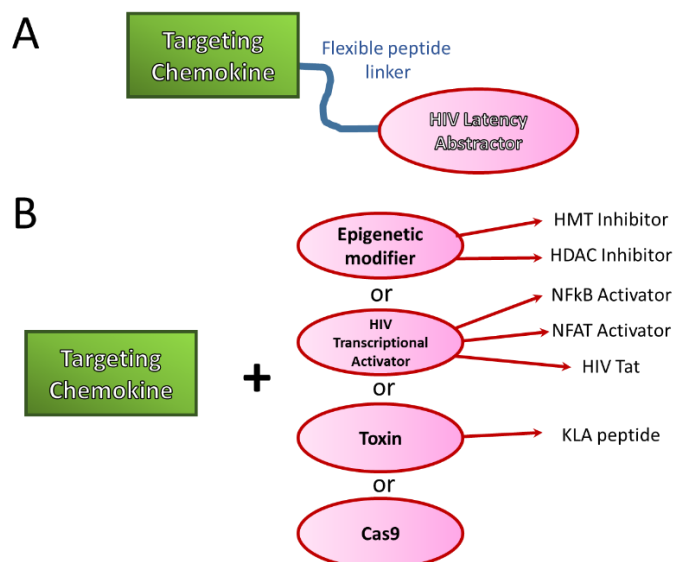 A
Targeting
Chemokine
Flexible peptide
linker
HIV Latency
Abstractor
B
Targeting
Chemokine
+
Epigenetic
modifier
HMT Inhibitor
HDAC Inhibitor
or
HIV
Transcriptional
Activator
NFkB Activator
NFAT Activator
HIV Tat
or
Toxin
KLA peptide
or
Cas9